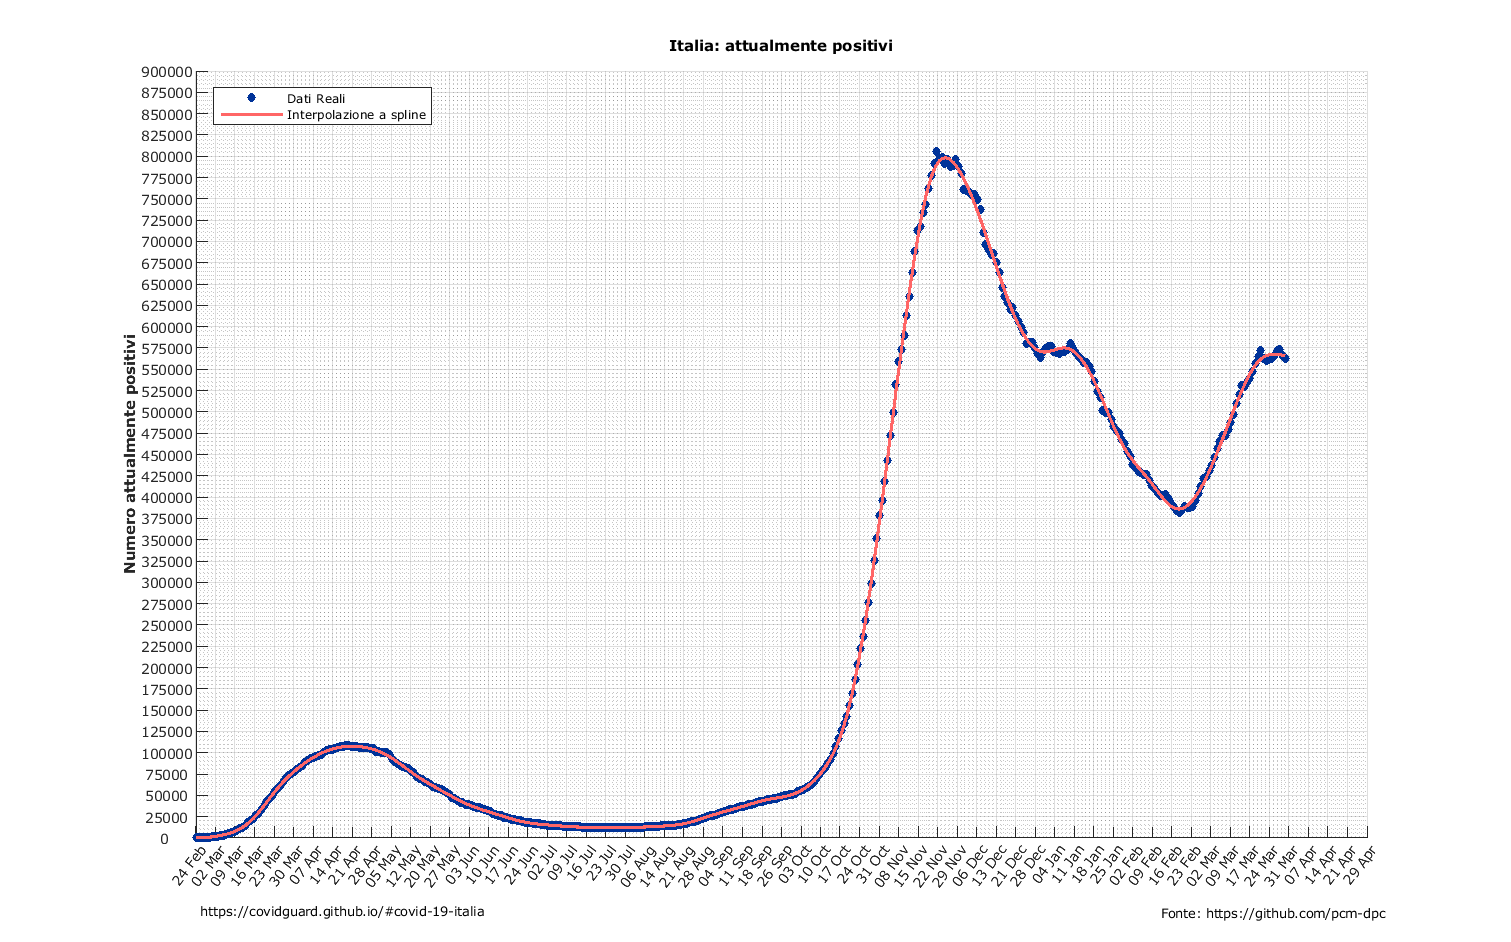 Italia: attualmente positivi
Dati Reali
Interpolazione a spline
Numero attualmente positivi
900000
875000
850000
825000
800000
775000
750000
725000
700000
675000
650000
625000
600000
575000
550000
525000
500000
475000
450000
425000
400000
375000
350000
325000
300000
275000
250000
225000
200000
175000
150000
125000
100000
75000
50000
25000
0
24 Feb
02 Mar
09 Mar
16 Mar
23 Mar
30 Mar
07 Apr
14 Apr
21 Apr
28 Apr
05 May
12 May
20 May
27 May
03 Jun
10 Jun
17 Jun
24 Jul
02 Jul
09 Jul
16 Jul
23 Jul
30 Jul
06 Aug
14 Aug
21 Aug
28 Aug
04 Sep
11 Sep
18 Sep
26 Sep
03 Oct
10 Oct
17 Oct
24 Oct
31 Oct
08 Nov
15 Nov
22 Nov
29 Nov
06 Dec
13 Dec
21 Dec
28 Dec
04 Jan
11 Jan
18 Jan
25 Jan
02 Feb
09 Feb
16 Feb
23 Feb
02 Mar
09 Mar
17 Mar
24 Mar
31 Mar
07 Apr
14 Apr
21 Apr
29 Apr
https://covidguard.github.io/#covid-19-italia
Fonte: https://github.com/pcm-dpc